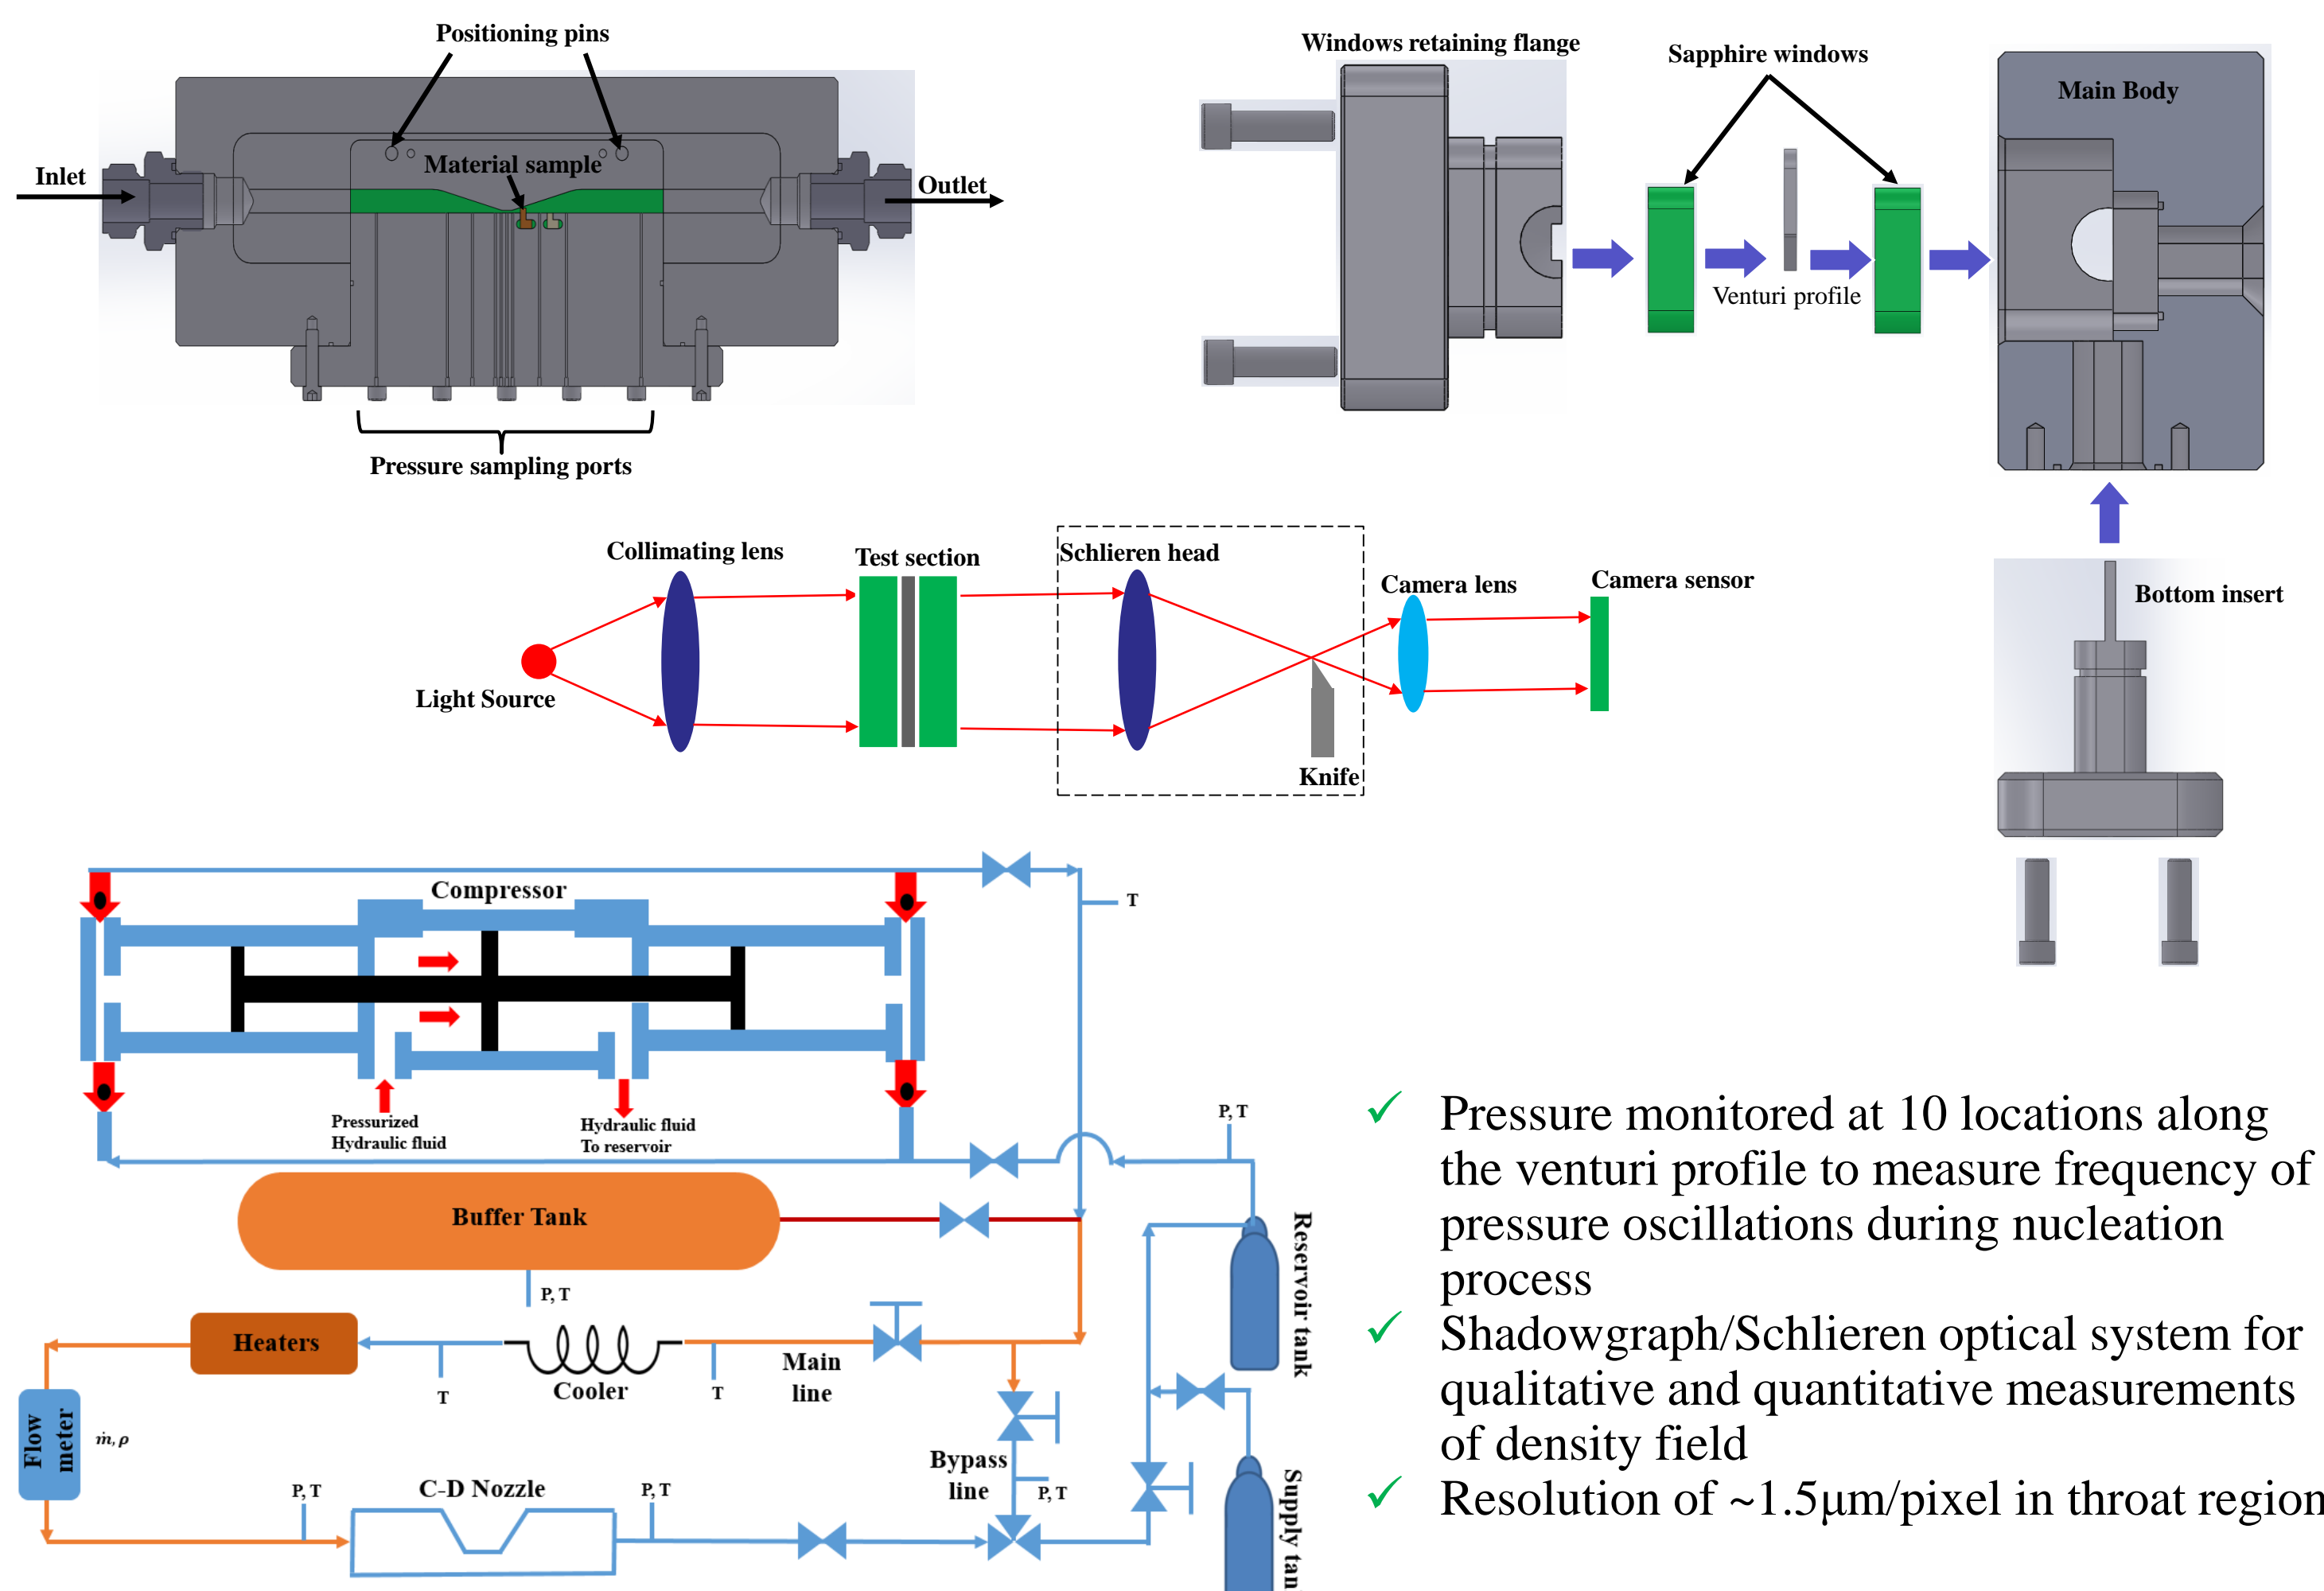 Positioning pins
Material sample
Inlet
Outlet
Pressure sampling ports
Windows retaining flange
Sapphire windows
Main Body
Venturi profile
Bottom insert
Collimating lens
Test section
Schlieren head
Camera lens
Camera sensor
Light Source
Knife
Compressor
T
Pressurized
Hydraulic fluid
Hydraulic fluid
To reservoir
P, T
Buffer Tank
P, T
Reservoir tank
Heaters
T
Cooler
T
Main
line
Flow
meter
ṁ, ρ
P, T
C-D Nozzle
P, T
Bypass
line
P, T
Supply tan
✓ Pressure monitored at 10 locations along
the venturi profile to measure frequency of
pressure oscillations during nucleation
process
✓ Shadowgraph/Schlieren optical system for
qualitative and quantitative measurements
of density field
✓ Resolution of ~1.5μm/pixel in throat region